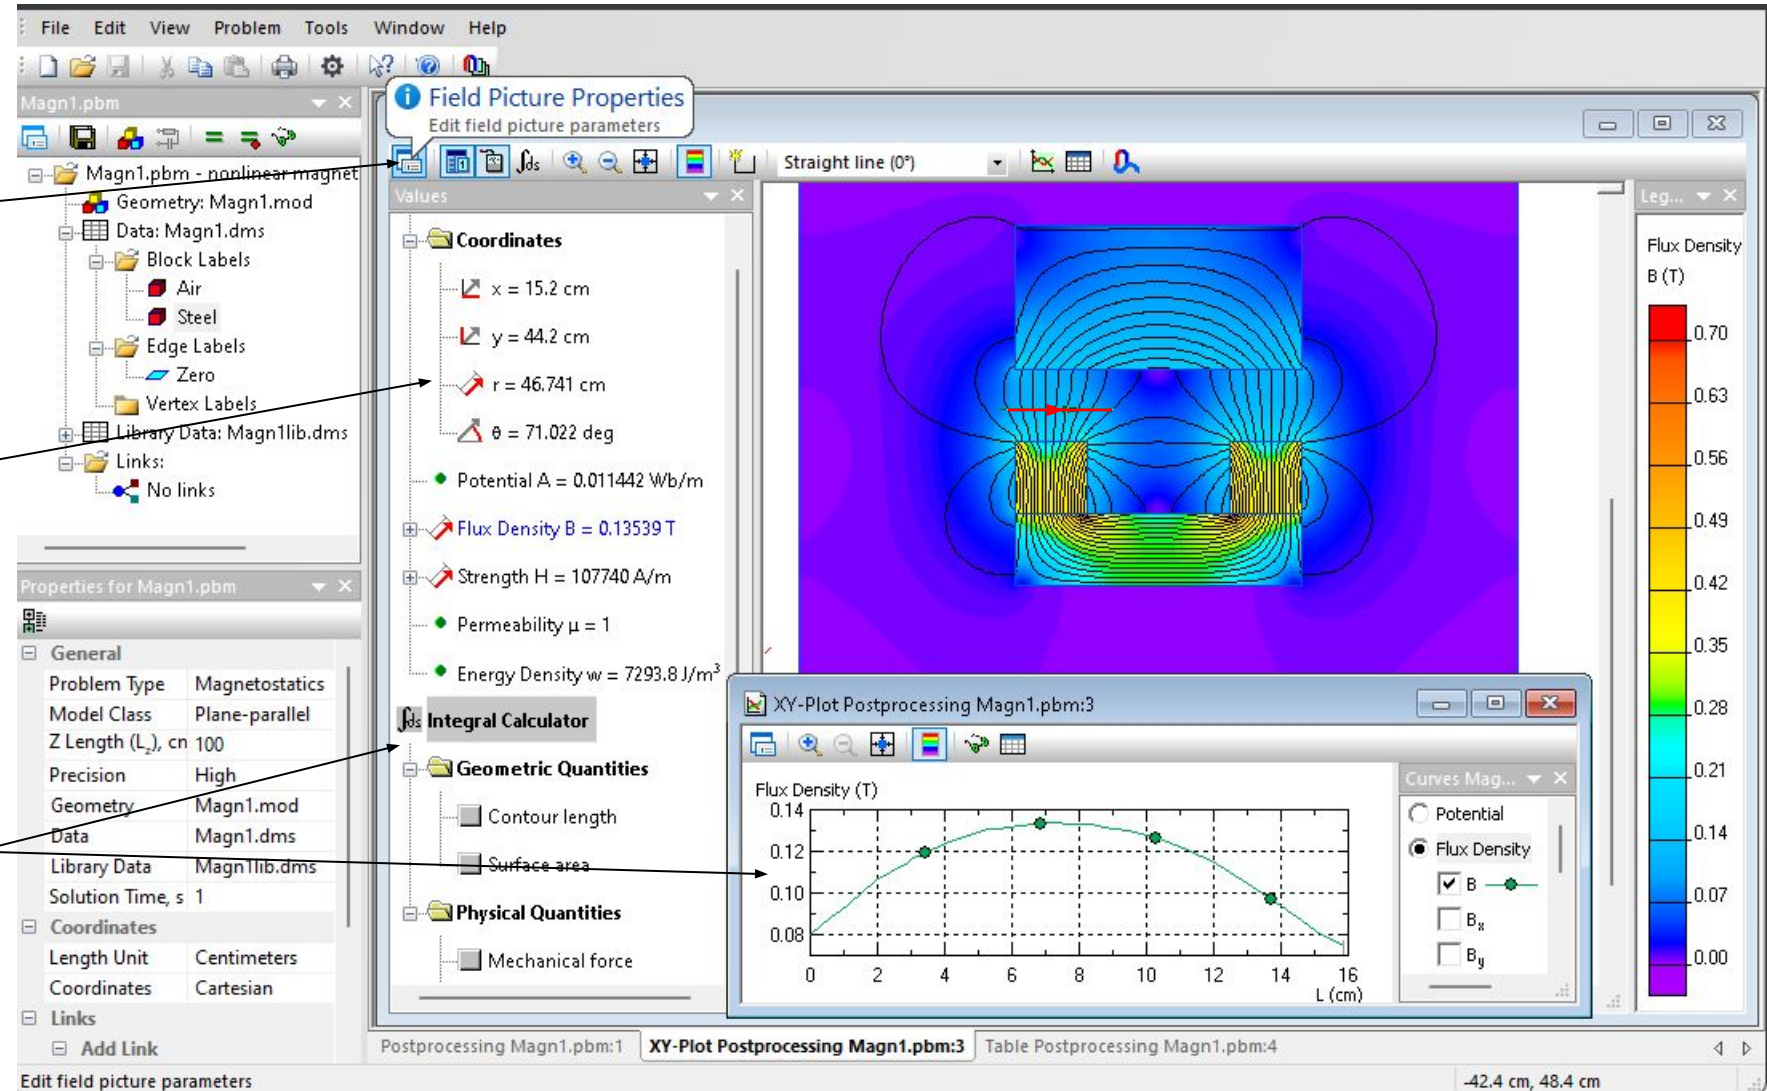 File Edit View Problem Tools Window Help
Magn1.pbm
Magn1.pbm - nonlinear magnet
Geometry: Magn1.mod
Data: Magn1.dms
Block Labels
Air
Steel
Edge Labels
Zero
Vertex Labels
Library Data: Magn1lib.dms
Links:
No links
Properties for Magn1.pbm
General
Problem Type Magnetostatics
Model Class Plane-parallel
Z Length (Lz), cm 100
Precision High
Geometry Magn1.mod
Data Magn1.dms
Library Data Magn1lib.dms
Solution Time, s 1
Coordinates
Length Unit Centimeters
Coordinates Cartesian
Links
Add Link
Field Picture Properties
Edit field picture parameters
Straight line (0°)
Values
Coordinates
x = 15.2 cm
y = 44.2 cm
r = 46.741 cm
θ = 71.022 deg
Potential A = 0.011442 Wb/m
Flux Density B = 0.13539 T
Strength H = 107740 A/m
Permeability μ = 1
Energy Density w = 7293.8 J/m³
∫ds Integral Calculator
Geometric Quantities
Contour length
Surface area
Physical Quantities
Mechanical force
Leg...
Flux Density
B (T)
0.70
0.63
0.56
0.49
0.42
0.35
0.28
0.21
0.14
0.07
0.00
XY-Plot Postprocessing Magn1.pbm:3
Flux Density (T)
0.14
0.12
0.10
0.08
0 2 4 6 8 10 12 14 16
L (cm)
Curves Mag...
Potential
Flux Density
B
Bx
By
Postprocessing Magn1.pbm:1 XY-Plot Postprocessing Magn1.pbm:3 Table Postprocessing Magn1.pbm:4
Edit field picture parameters -42.4 cm, 48.4 cm